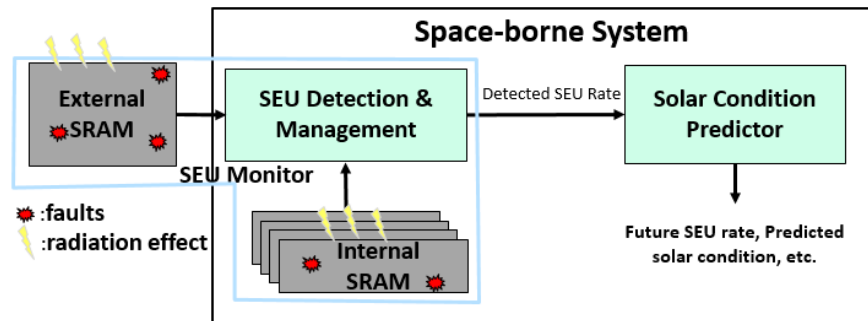 Space-borne System
External
SRAM
SEU Detection &
Management
Detected SEU Rate
Solar Condition
Predictor
SEU Monitor
:faults
:radiation effect
Internal
SRAM
Future SEU rate, Predicted
solar condition, etc.